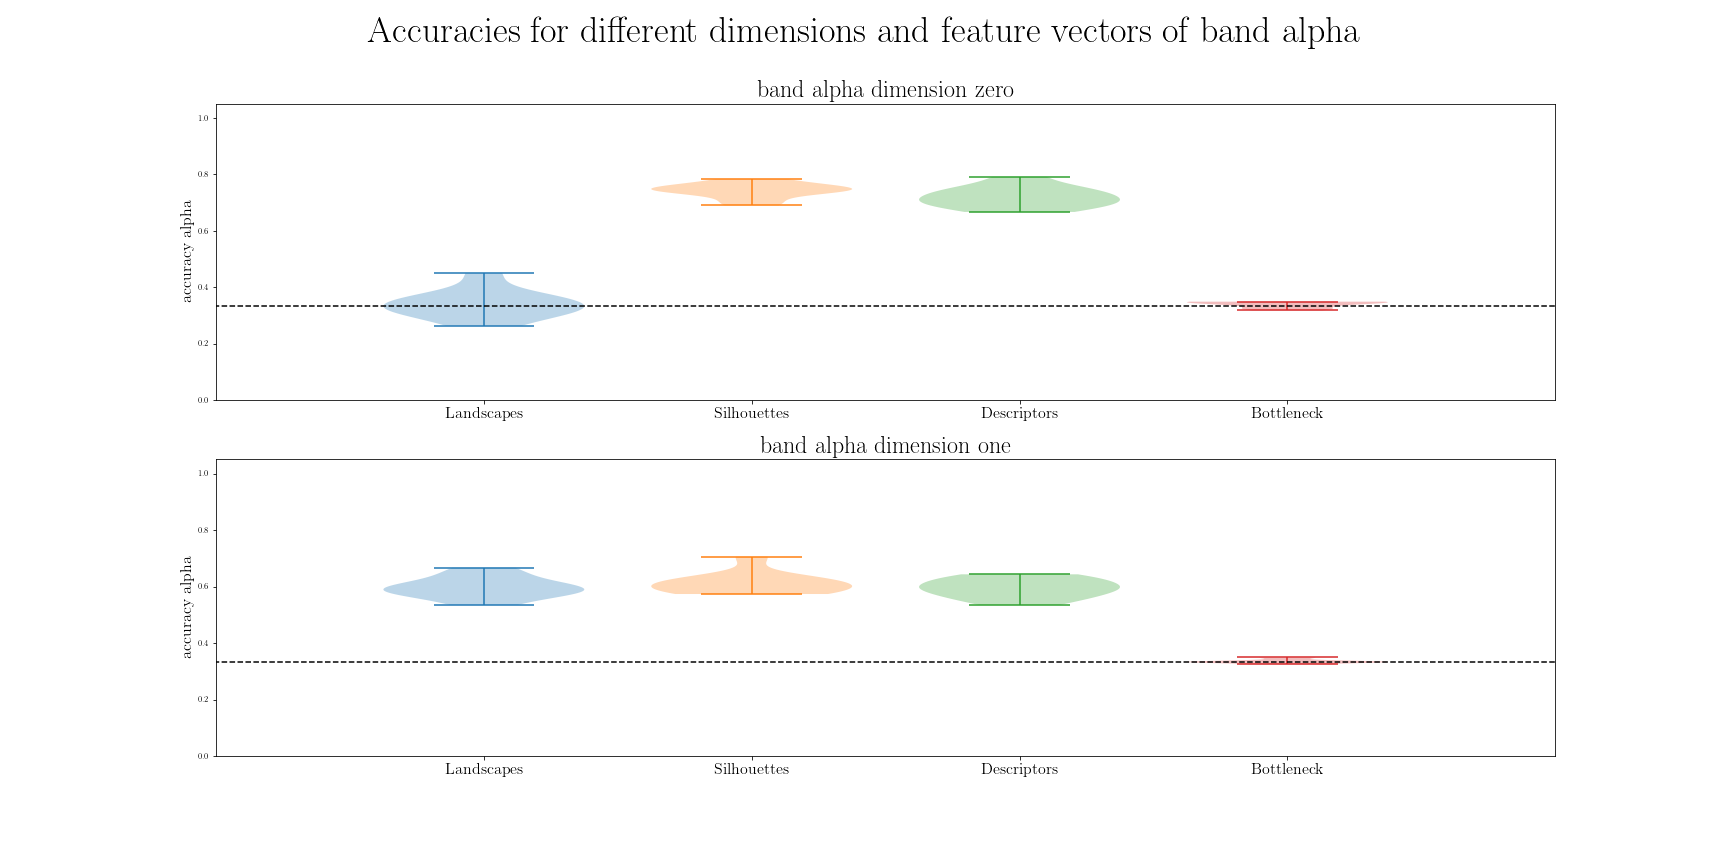 Accuracies for different dimensions and feature vectors of band alpha
band alpha dimension zero
accuracy alpha
1.0
0.8
0.6
0.4
0.2
0.0
Landscapes Silhouettes Descriptors Bottleneck
band alpha dimension one
accuracy alpha
1.0
0.8
0.6
0.4
0.2
0.0
Landscapes Silhouettes Descriptors Bottleneck